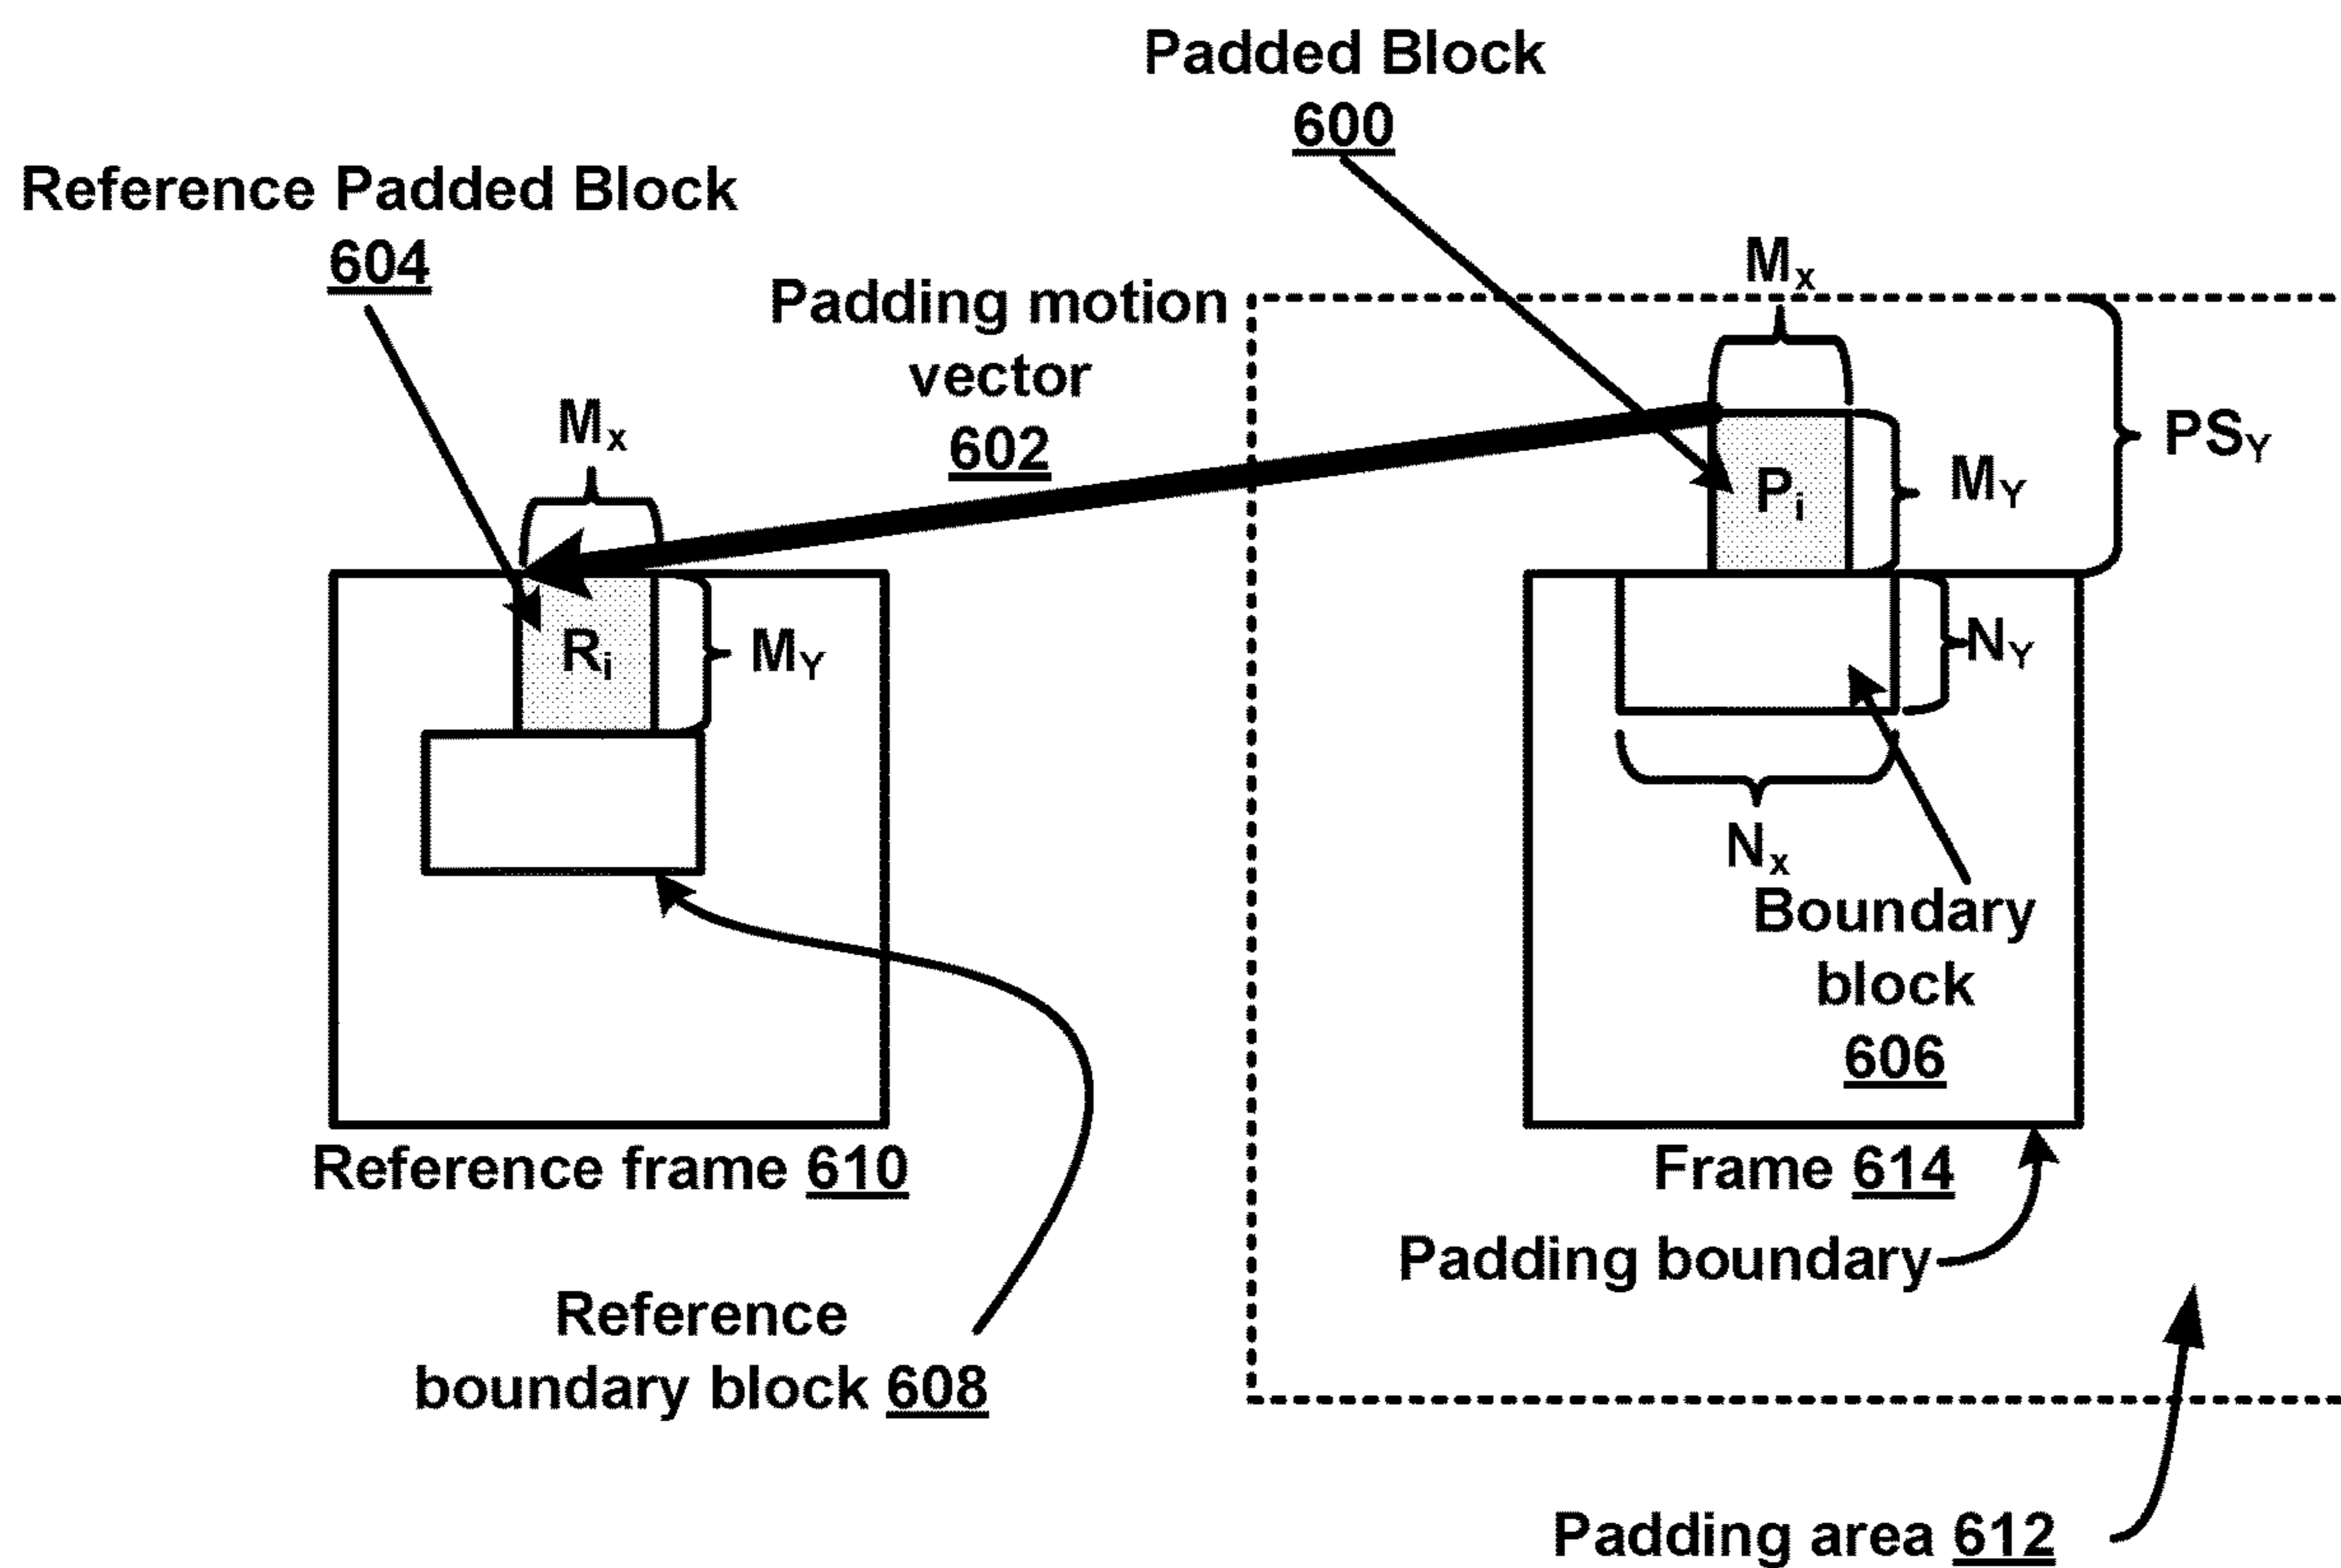 Padded Block
600
Reference Padded Block
604
Padding motion
vector
602
Mx
PSY
Mx
MY
Pi
Ri
MY
NY
Nx
Boundary
block
606
Reference frame 610
Frame 614
Padding boundary
Reference
boundary block 608
Padding area 612